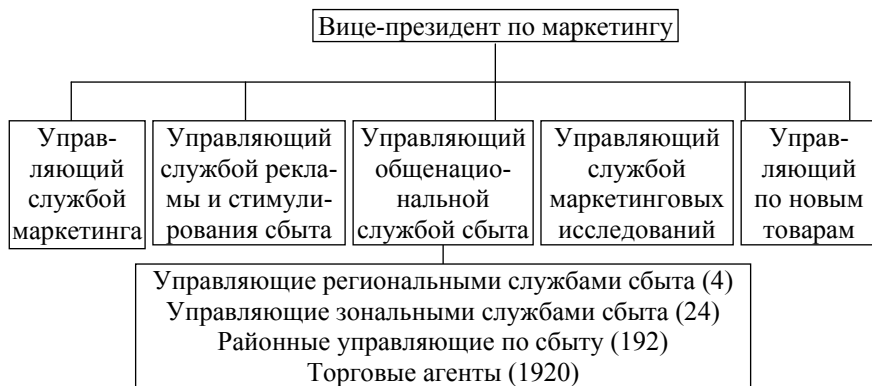 Вице-президент по маркетингу
Управ-
ляющий
службой
маркетинга
Управляющий
службой рекла-
мы и стимули-
рования сбыта
Управляющий
общенацио-
нальной
службой сбыта
Управляющий
службой
маркетинговых
исследований
Управ-
ляющий
по новым
товарам
Управляющие региональными службами сбыта (4)
Управляющие зональными службами сбыта (24)
Районные управляющие по сбыту (192)
Торговые агенты (1920)